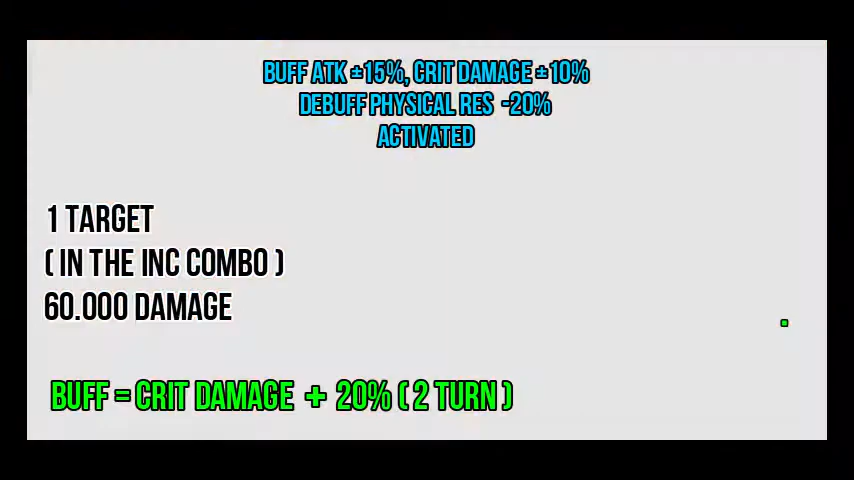 BUFF ATK ±15%, CRIT DAMAGE ±10%
DEBUFF PHYSICAL RES -20%
ACTIVATED
1 TARGET
( IN THE INC COMBO )
60.000 DAMAGE
.
BUFF = CRIT DAMAGE + 20% ( 2 TURN )